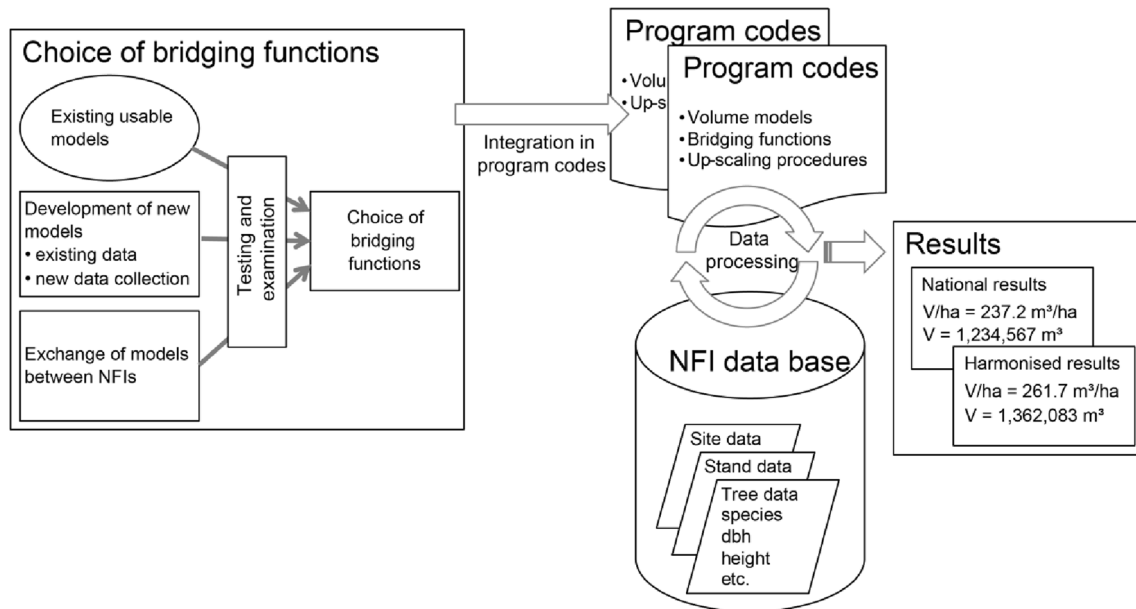 Choice of bridging functions
Existing usable
models
Development of new
models
• existing data
• new data collection
Exchange of models
between NFIs
Testing and
examination
Choice of
bridging
functions
Integration in
program codes
Program codes
• Volu
• Up-s
Program codes
• Volume models
• Bridging functions
• Up-scaling procedures
Data
processing
NFI data base
Site data
Stand data
Tree data
species
dbh
height
etc.
Results
National results
V/ha = 237.2 m³/ha
V = 1,234,567 m³
Harmonised results
V/ha = 261.7 m³/ha
V = 1,362,083 m³